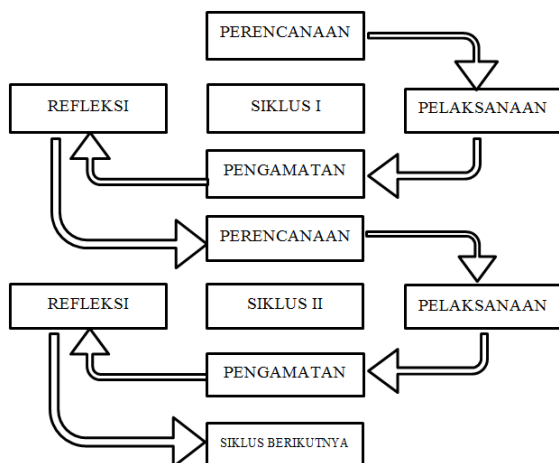 PERENCANAAN
REFLEKSI
SIKLUS I
PELAKSANAAN
PENGAMATAN
PERENCANAAN
REFLEKSI
SIKLUS II
PELAKSANAAN
PENGAMATAN
SIKLUS BERIKUTNYA